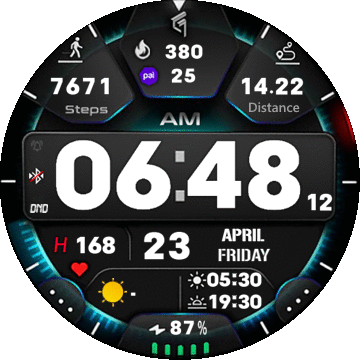 380
pai 25
7671
Steps
14.22
Distance
AM
06:48 12
DND
H 168
23
APRIL
FRIDAY
-
05:30
19:30
87%